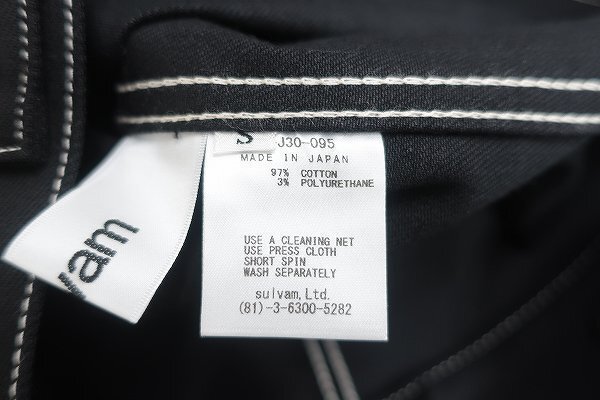 S
J30-095
MADE IN JAPAN
97% COTTON
3% POLYURETHANE
USE A CLEANING NET
USE PRESS CLOTH
SHORT SPIN
WASH SEPARATELY
sulvam, Ltd.
(81)-3-6300-5282
vam